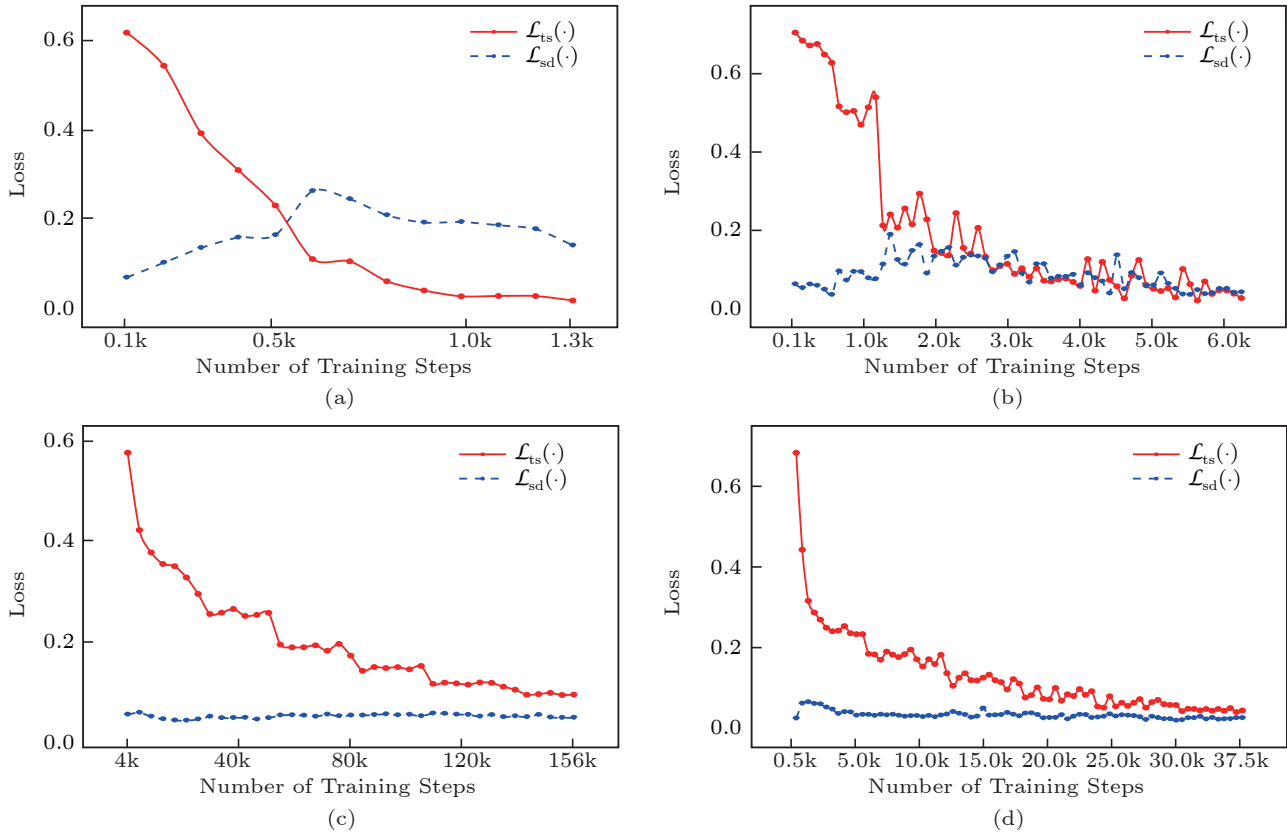 0.6
0.4
0.2
0.0
Loss
ℒts(·)
ℒsd(·)
0.1k 0.5k 1.0k 1.3k
Number of Training Steps
(a)
0.6
0.4
0.2
0.0
Loss
ℒts(·)
ℒsd(·)
0.1k 1.0k 2.0k 3.0k 4.0k 5.0k 6.0k
Number of Training Steps
(b)
0.6
0.4
0.2
0.0
Loss
ℒts(·)
ℒsd(·)
4k 40k 80k 120k 156k
Number of Training Steps
(c)
0.6
0.4
0.2
0.0
Loss
ℒts(·)
ℒsd(·)
0.5k 5.0k 10.0k 15.0k 20.0k 25.0k 30.0k 37.5k
Number of Training Steps
(d)